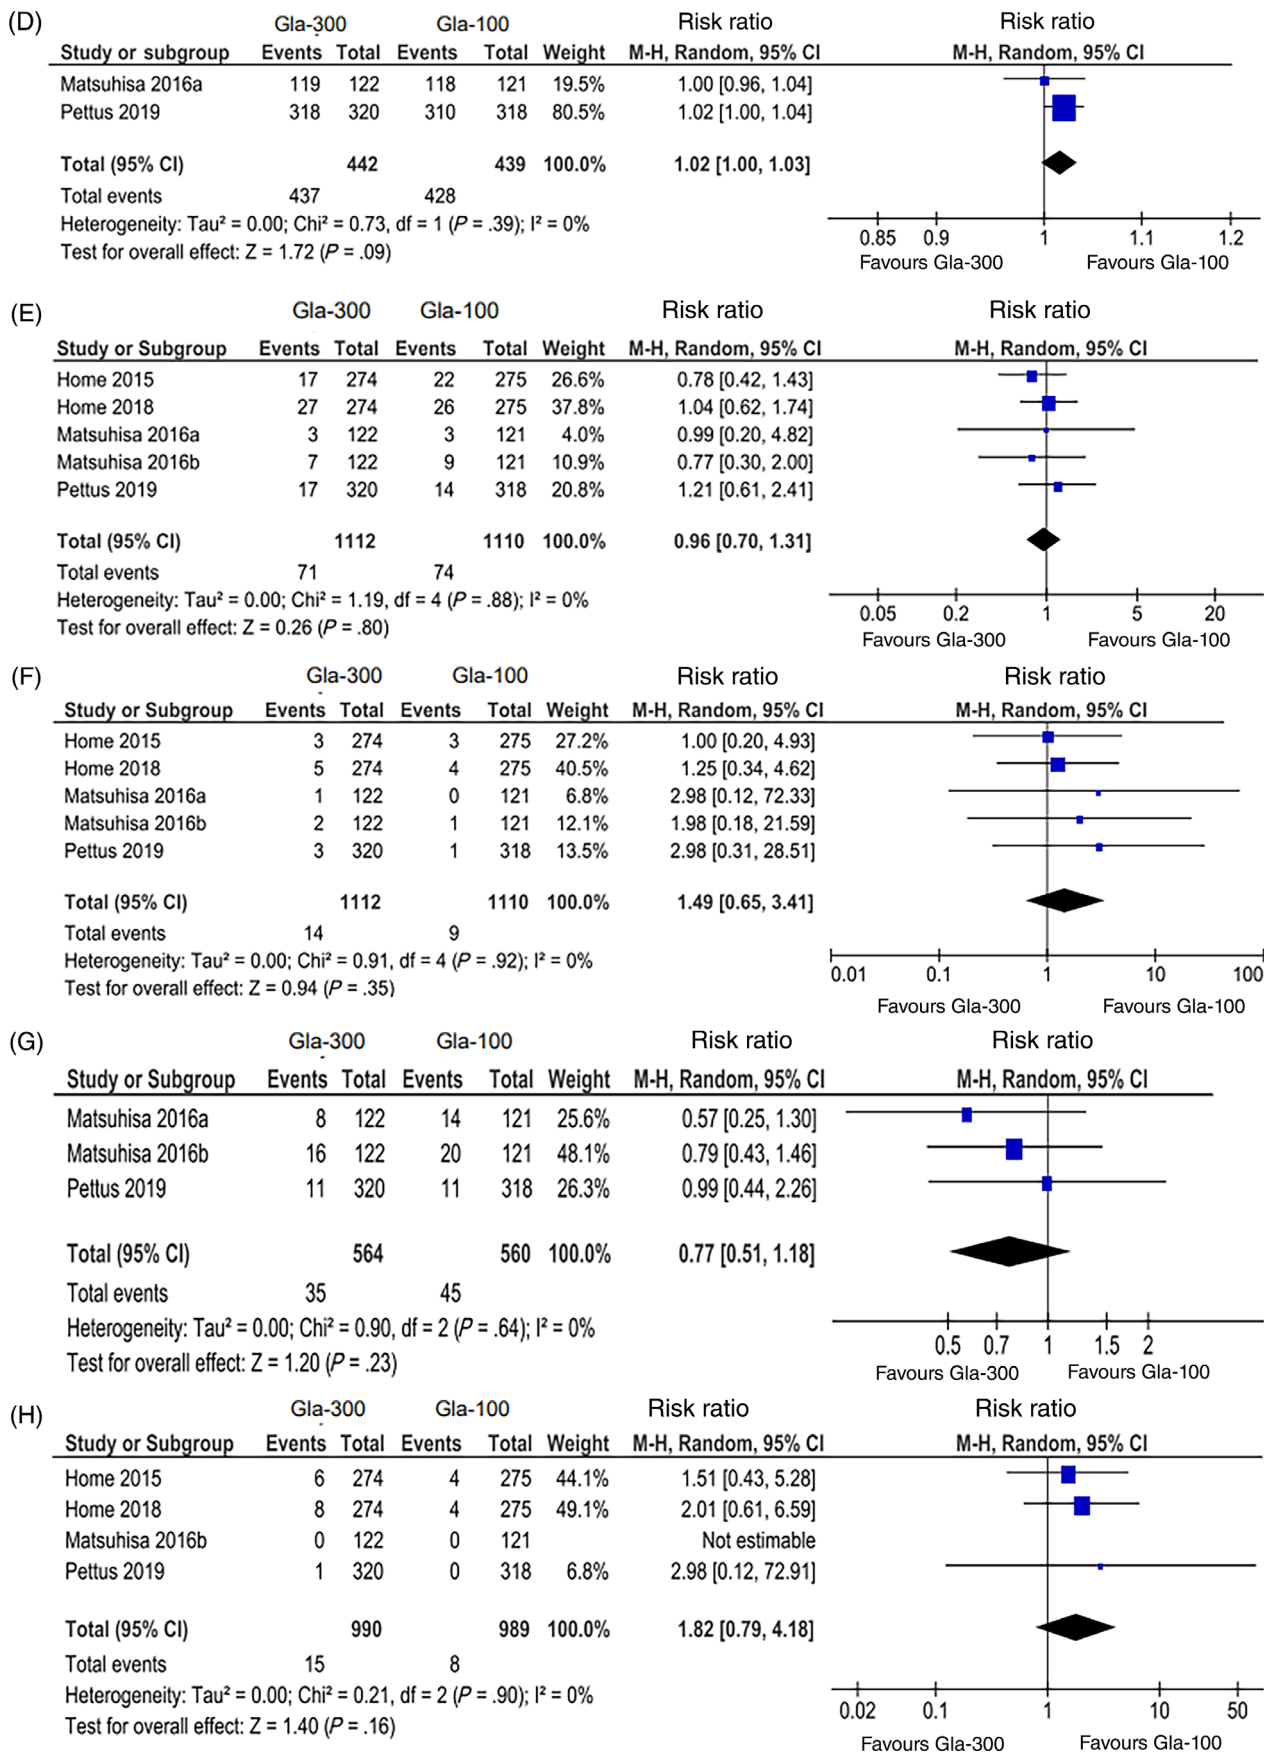 (D) Gla-300 Gla-100 Risk ratio Risk ratio
Study or subgroup Events Total Events Total Weight M-H, Random, 95% CI M-H, Random, 95% CI
Matsuhisa 2016a 119 122 118 121 19.5% 1.00 [0.96, 1.04]
Pettus 2019 318 320 310 318 80.5% 1.02 [1.00, 1.04]
Total (95% CI) 442 439 100.0% 1.02 [1.00, 1.03]
Total events 437 428
Heterogeneity: Tau² = 0.00; Chi² = 0.73, df = 1 (P = .39); I² = 0%
Test for overall effect: Z = 1.72 (P = .09)
0.85 0.9 1 1.1 1.2
Favours Gla-300 Favours Gla-100
(E) Gla-300 Gla-100 Risk ratio Risk ratio
Study or Subgroup Events Total Events Total Weight M-H, Random, 95% CI M-H, Random, 95% CI
Home 2015 17 274 22 275 26.6% 0.78 [0.42, 1.43]
Home 2018 27 274 26 275 37.8% 1.04 [0.62, 1.74]
Matsuhisa 2016a 3 122 3 121 4.0% 0.99 [0.20, 4.82]
Matsuhisa 2016b 7 122 9 121 10.9% 0.77 [0.30, 2.00]
Pettus 2019 17 320 14 318 20.8% 1.21 [0.61, 2.41]
Total (95% CI) 1112 1110 100.0% 0.96 [0.70, 1.31]
Total events 71 74
Heterogeneity: Tau² = 0.00; Chi² = 1.19, df = 4 (P = .88); I² = 0%
Test for overall effect: Z = 0.26 (P = .80)
0.05 0.2 1 5 20
Favours Gla-300 Favours Gla-100
(F) Gla-300 Gla-100 Risk ratio Risk ratio
Study or Subgroup Events Total Events Total Weight M-H, Random, 95% CI M-H, Random, 95% CI
Home 2015 3 274 3 275 27.2% 1.00 [0.20, 4.93]
Home 2018 5 274 4 275 40.5% 1.25 [0.34, 4.62]
Matsuhisa 2016a 1 122 0 121 6.8% 2.98 [0.12, 72.33]
Matsuhisa 2016b 2 122 1 121 12.1% 1.98 [0.18, 21.59]
Pettus 2019 3 320 1 318 13.5% 2.98 [0.31, 28.51]
Total (95% CI) 1112 1110 100.0% 1.49 [0.65, 3.41]
Total events 14 9
Heterogeneity: Tau² = 0.00; Chi² = 0.91, df = 4 (P = .92); I² = 0%
Test for overall effect: Z = 0.94 (P = .35)
0.01 0.1 1 10 100
Favours Gla-300 Favours Gla-100
(G) Gla-300 Gla-100 Risk ratio Risk ratio
Study or Subgroup Events Total Events Total Weight M-H, Random, 95% CI M-H, Random, 95% CI
Matsuhisa 2016a 8 122 14 121 25.6% 0.57 [0.25, 1.30]
Matsuhisa 2016b 16 122 20 121 48.1% 0.79 [0.43, 1.46]
Pettus 2019 11 320 11 318 26.3% 0.99 [0.44, 2.26]
Total (95% CI) 564 560 100.0% 0.77 [0.51, 1.18]
Total events 35 45
Heterogeneity: Tau² = 0.00; Chi² = 0.90, df = 2 (P = .64); I² = 0%
Test for overall effect: Z = 1.20 (P = .23)
0.5 0.7 1 1.5 2
Favours Gla-300 Favours Gla-100
(H) Gla-300 Gla-100 Risk ratio Risk ratio
Study or Subgroup Events Total Events Total Weight M-H, Random, 95% CI M-H, Random, 95% CI
Home 2015 6 274 4 275 44.1% 1.51 [0.43, 5.28]
Home 2018 8 274 4 275 49.1% 2.01 [0.61, 6.59]
Matsuhisa 2016b 0 122 0 121 Not estimable
Pettus 2019 1 320 0 318 6.8% 2.98 [0.12, 72.91]
Total (95% CI) 990 989 100.0% 1.82 [0.79, 4.18]
Total events 15 8
Heterogeneity: Tau² = 0.00; Chi² = 0.21, df = 2 (P = .90); I² = 0%
Test for overall effect: Z = 1.40 (P = .16)
0.02 0.1 1 10 50
Favours Gla-300 Favours Gla-100